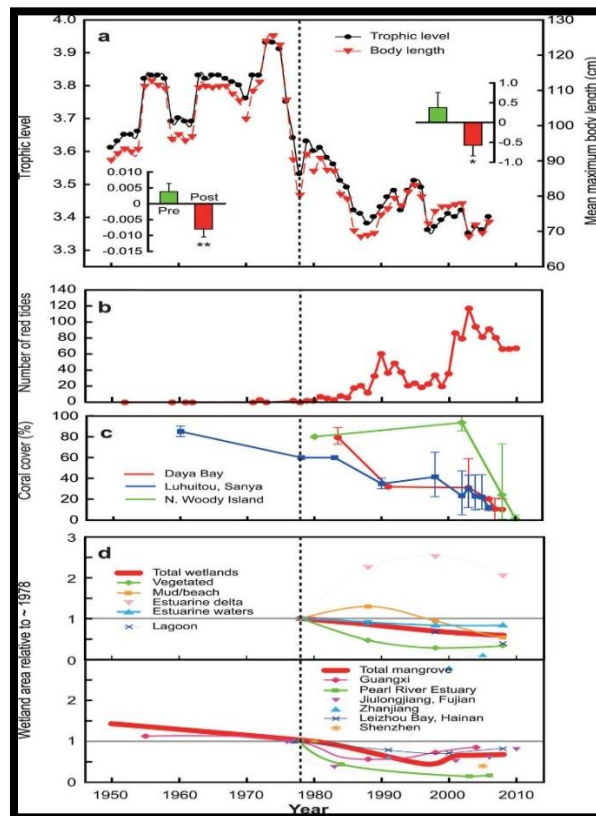 a
Trophic level
Body length
4.0
3.9
3.8
3.7
3.6
3.5
3.4
3.3
Trophic level
130
120
110
100
90
80
70
60
Mean maximum body length (cm)
1.0
0.5
0
-0.5
-1.0
*
0.010
0.005
0
-0.005
-0.010
-0.015
Pre
Post
**
b
140
120
100
80
60
40
20
0
Number of red tides
c
100
80
60
40
20
0
Coral cover (%)
Daya Bay
Luhuitou, Sanya
N. Woody Island
d
3
2
1
0
Wetland area relative to ~ 1978
Total wetlands
Vegetated
Mud/beach
Estuarine delta
Estuarine waters
Lagoon
2
1
0
Total mangrove
Guangxi
Pearl River Estuary
Jiulongjiang, Fujian
Zhanjiang
Leizhou Bay, Hainan
Shenzhen
1950 1960 1970 1980 1990 2000 2010
Year